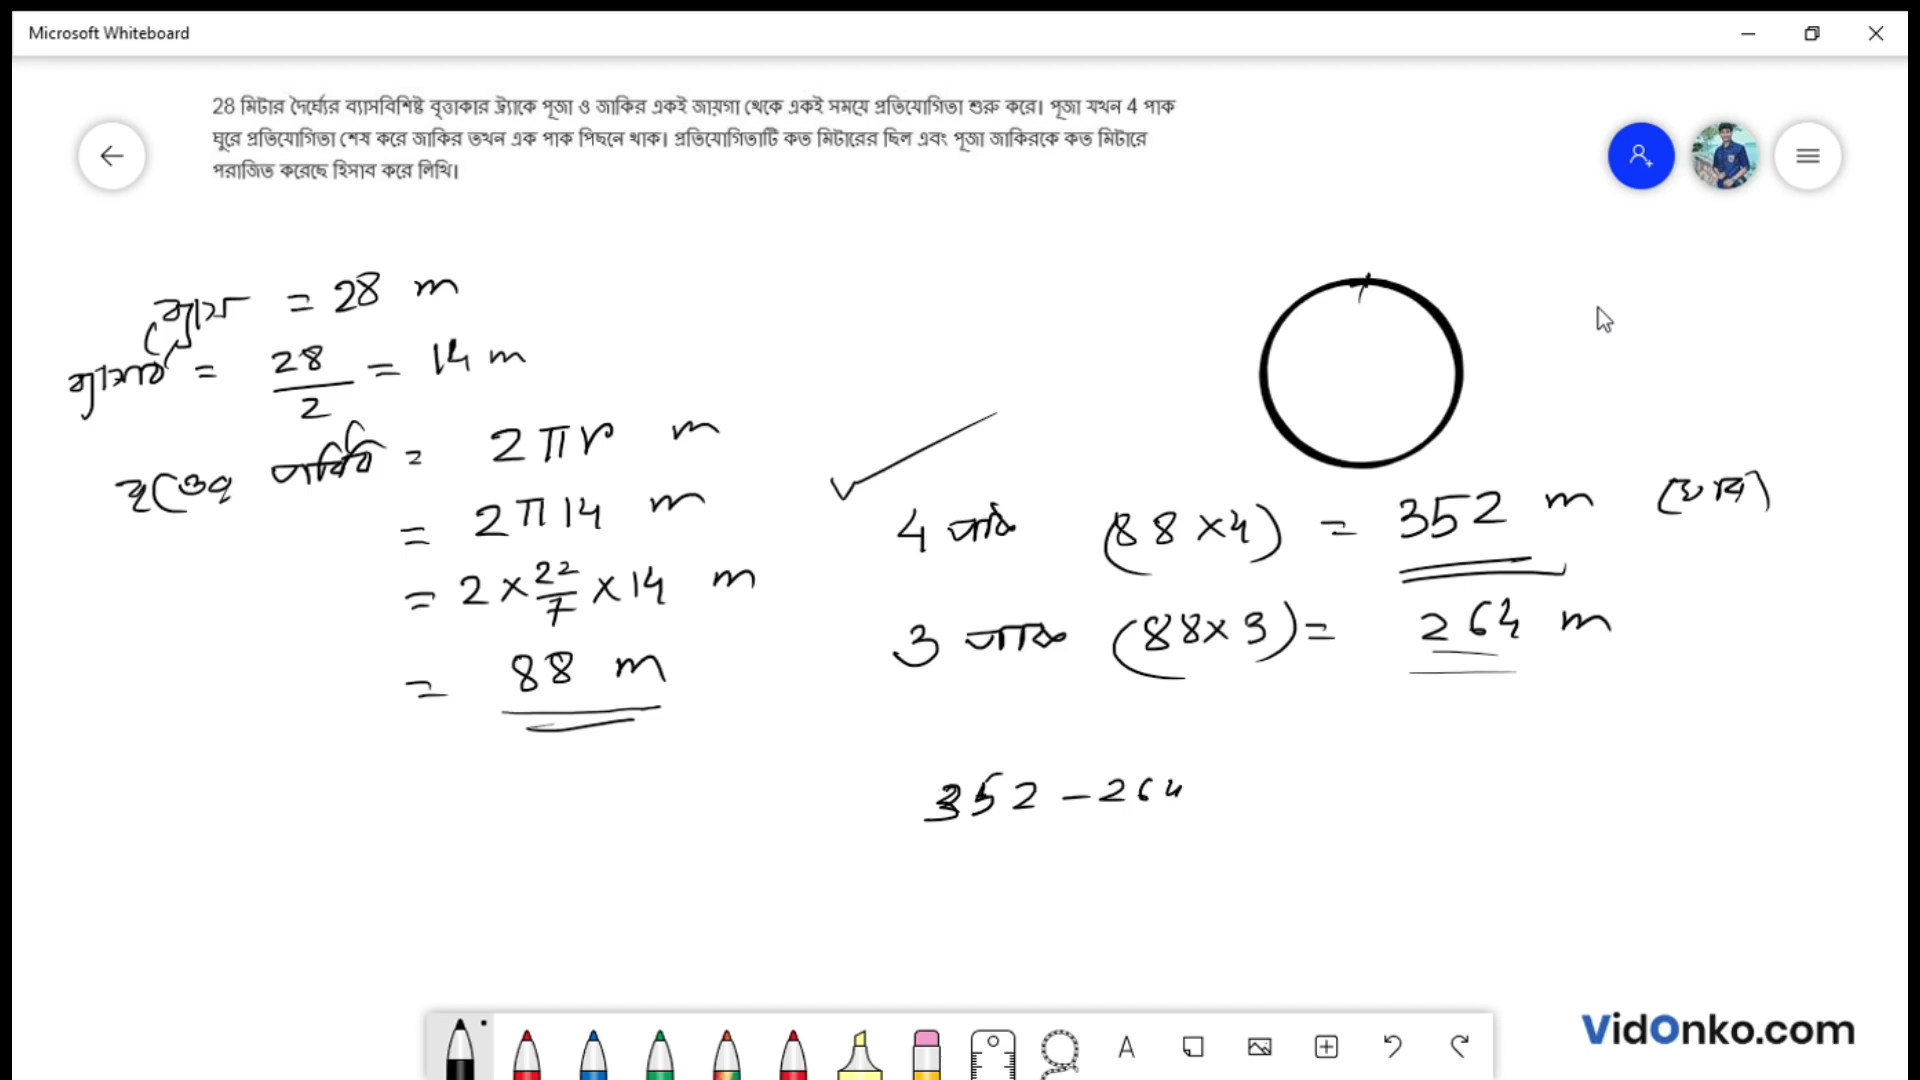 Microsoft Whiteboard
28 মিটার দৈর্ঘ্যের ব্যাসবিশিষ্ট বৃত্তাকার ট্র্যাকে পূজা ও জাকির একই জায়গা থেকে একই সময়ে প্রতিযোগিতা শুরু করে। পূজা যখন 4 পাক
ঘুরে প্রতিযোগিতা শেষ করে জাকির তখন এক পাক পিছনে থাক। প্রতিযোগিতাটি কত মিটারের ছিল এবং পূজা জাকিরকে কত মিটারে
পরাজিত করেছে হিসাব করে লিখি।
ব্যাস = 28 m
ব্যাসার্ধ = 28/2 = 14 m
বৃত্তের পরিধি = 2πr m
= 2π14 m
= 2 × 22/7 × 14 m
= 88 m
4 পাক (88×4) = 352 m
3 পাক (88×3) = 264 m
352 - 264
A
VidOnko.com